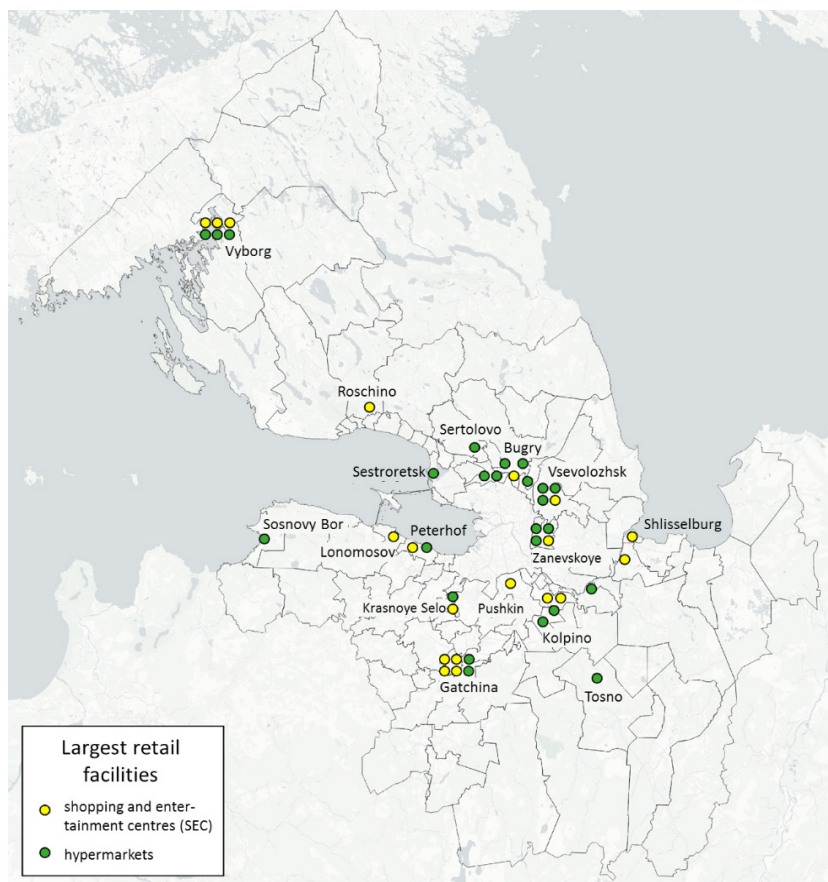 Vyborg
Roschino
Sertolovo
Bugry
Sestroretsk
Vsevolozhsk
Sosnovy Bor
Peterhof
Shlisselburg
Lonomosov
Zanevskoye
Krasnoye Selo
Pushkin
Kolpino
Gatchina
Tosno
Largest retail
facilities
shopping and enter-
tainment centres (SEC)
hypermarkets